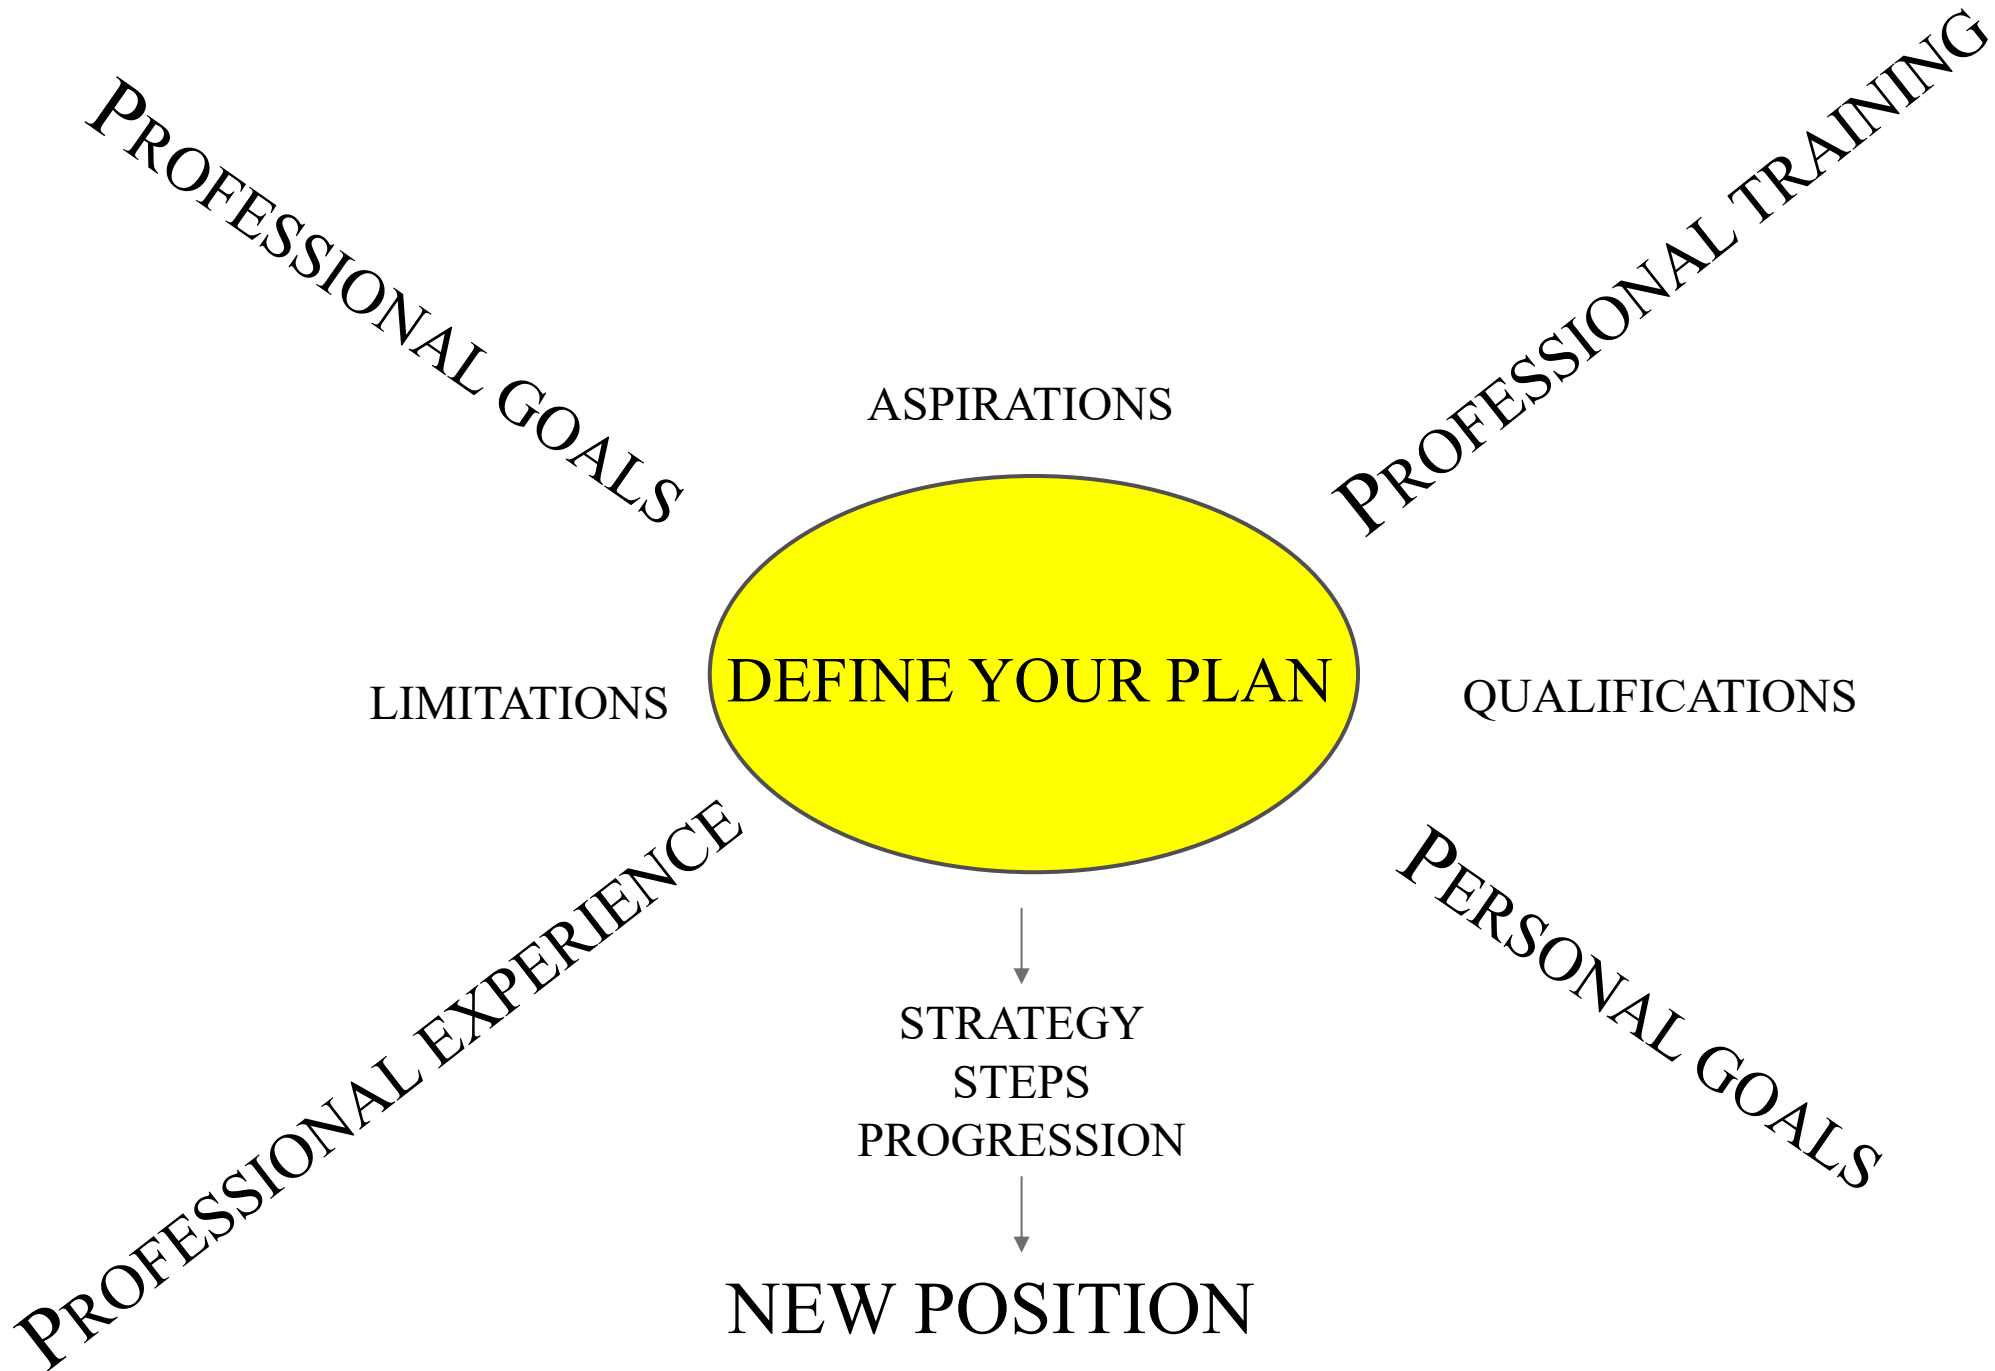 PROFESSIONAL GOALS
PROFESSIONAL TRAINING
ASPIRATIONS
LIMITATIONS
DEFINE YOUR PLAN
QUALIFICATIONS
PROFESSIONAL EXPERIENCE
PERSONAL GOALS
STRATEGY
STEPS
PROGRESSION
NEW POSITION